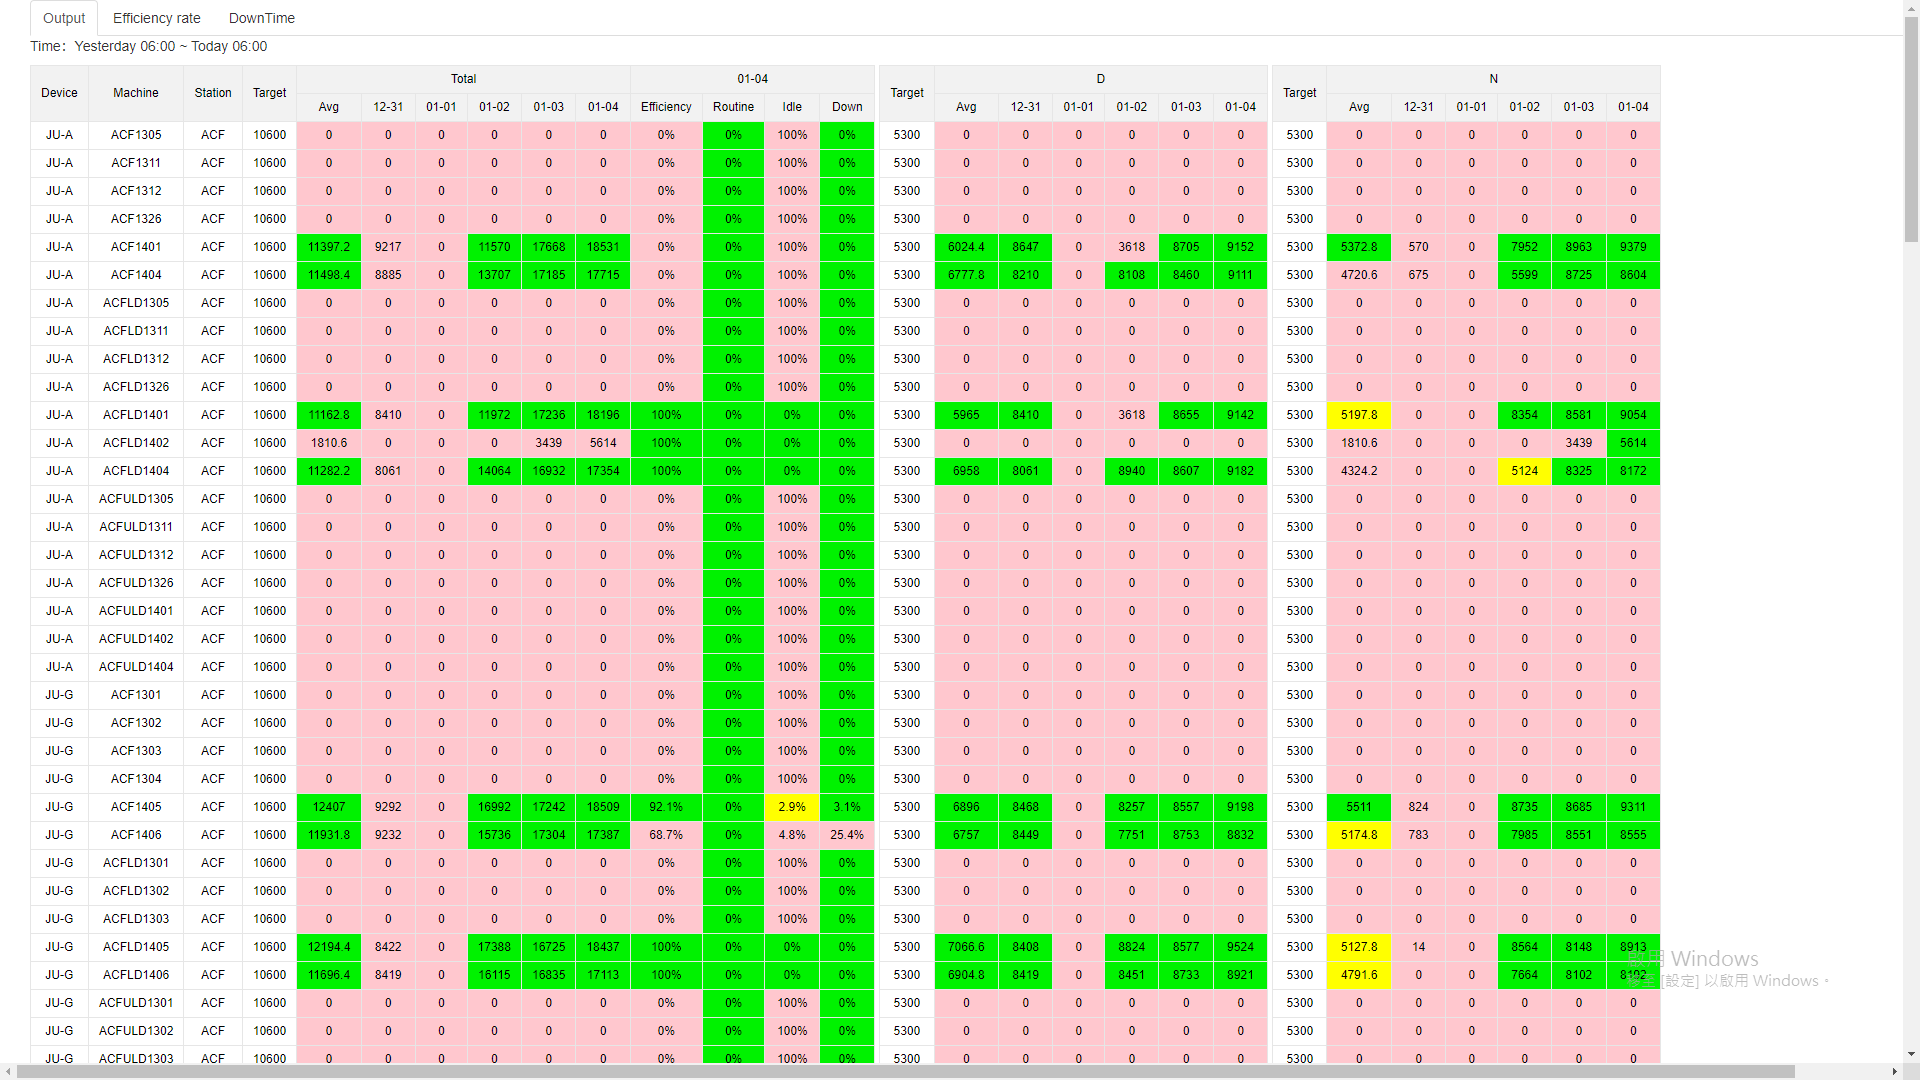 Output Efficiency rate DownTime
Time：Yesterday 06:00 ~ Today 06:00
Device Machine Station Target Total 01-04 Target D Target N
Avg 12-31 01-01 01-02 01-03 01-04 Efficiency Routine Idle Down Avg 12-31 01-01 01-02 01-03 01-04 Avg 12-31 01-01 01-02 01-03 01-04
JU-A ACF1305 ACF 10600 0 0 0 0 0 0 0% 0% 100% 0% 5300 0 0 0 0 0 0 5300 0 0 0 0 0 0
JU-A ACF1311 ACF 10600 0 0 0 0 0 0 0% 0% 100% 0% 5300 0 0 0 0 0 0 5300 0 0 0 0 0 0
JU-A ACF1312 ACF 10600 0 0 0 0 0 0 0% 0% 100% 0% 5300 0 0 0 0 0 0 5300 0 0 0 0 0 0
JU-A ACF1326 ACF 10600 0 0 0 0 0 0 0% 0% 100% 0% 5300 0 0 0 0 0 0 5300 0 0 0 0 0 0
JU-A ACF1401 ACF 10600 11397.2 9217 0 11570 17668 18531 0% 0% 100% 0% 5300 6024.4 8647 0 3618 8705 9152 5300 5372.8 570 0 7952 8963 9379
JU-A ACF1404 ACF 10600 11498.4 8885 0 13707 17185 17715 0% 0% 100% 0% 5300 6777.8 8210 0 8108 8460 9111 5300 4720.6 675 0 5599 8725 8604
JU-A ACFLD1305 ACF 10600 0 0 0 0 0 0 0% 0% 100% 0% 5300 0 0 0 0 0 0 5300 0 0 0 0 0 0
JU-A ACFLD1311 ACF 10600 0 0 0 0 0 0 0% 0% 100% 0% 5300 0 0 0 0 0 0 5300 0 0 0 0 0 0
JU-A ACFLD1312 ACF 10600 0 0 0 0 0 0 0% 0% 100% 0% 5300 0 0 0 0 0 0 5300 0 0 0 0 0 0
JU-A ACFLD1326 ACF 10600 0 0 0 0 0 0 0% 0% 100% 0% 5300 0 0 0 0 0 0 5300 0 0 0 0 0 0
JU-A ACFLD1401 ACF 10600 11162.8 8410 0 11972 17236 18196 100% 0% 0% 0% 5300 5965 8410 0 3618 8655 9142 5300 5197.8 0 0 8354 8581 9054
JU-A ACFLD1402 ACF 10600 1810.6 0 0 0 3439 5614 100% 0% 0% 0% 5300 0 0 0 0 0 0 5300 1810.6 0 0 0 3439 5614
JU-A ACFLD1404 ACF 10600 11282.2 8061 0 14064 16932 17354 100% 0% 0% 0% 5300 6958 8061 0 8940 8607 9182 5300 4324.2 0 0 5124 8325 8172
JU-A ACFULD1305 ACF 10600 0 0 0 0 0 0 0% 0% 100% 0% 5300 0 0 0 0 0 0 5300 0 0 0 0 0 0
JU-A ACFULD1311 ACF 10600 0 0 0 0 0 0 0% 0% 100% 0% 5300 0 0 0 0 0 0 5300 0 0 0 0 0 0
JU-A ACFULD1312 ACF 10600 0 0 0 0 0 0 0% 0% 100% 0% 5300 0 0 0 0 0 0 5300 0 0 0 0 0 0
JU-A ACFULD1326 ACF 10600 0 0 0 0 0 0 0% 0% 100% 0% 5300 0 0 0 0 0 0 5300 0 0 0 0 0 0
JU-A ACFULD1401 ACF 10600 0 0 0 0 0 0 0% 0% 100% 0% 5300 0 0 0 0 0 0 5300 0 0 0 0 0 0
JU-A ACFULD1402 ACF 10600 0 0 0 0 0 0 0% 0% 100% 0% 5300 0 0 0 0 0 0 5300 0 0 0 0 0 0
JU-A ACFULD1404 ACF 10600 0 0 0 0 0 0 0% 0% 100% 0% 5300 0 0 0 0 0 0 5300 0 0 0 0 0 0
JU-G ACF1301 ACF 10600 0 0 0 0 0 0 0% 0% 100% 0% 5300 0 0 0 0 0 0 5300 0 0 0 0 0 0
JU-G ACF1302 ACF 10600 0 0 0 0 0 0 0% 0% 100% 0% 5300 0 0 0 0 0 0 5300 0 0 0 0 0 0
JU-G ACF1303 ACF 10600 0 0 0 0 0 0 0% 0% 100% 0% 5300 0 0 0 0 0 0 5300 0 0 0 0 0 0
JU-G ACF1304 ACF 10600 0 0 0 0 0 0 0% 0% 100% 0% 5300 0 0 0 0 0 0 5300 0 0 0 0 0 0
JU-G ACF1405 ACF 10600 12407 9292 0 16992 17242 18509 92.1% 0% 2.9% 3.1% 5300 6896 8468 0 8257 8557 9198 5300 5511 824 0 8735 8685 9311
JU-G ACF1406 ACF 10600 11931.8 9232 0 15736 17304 17387 68.7% 0% 4.8% 25.4% 5300 6757 8449 0 7751 8753 8832 5300 5174.8 783 0 7985 8551 8555
JU-G ACFLD1301 ACF 10600 0 0 0 0 0 0 0% 0% 100% 0% 5300 0 0 0 0 0 0 5300 0 0 0 0 0 0
JU-G ACFLD1302 ACF 10600 0 0 0 0 0 0 0% 0% 100% 0% 5300 0 0 0 0 0 0 5300 0 0 0 0 0 0
JU-G ACFLD1303 ACF 10600 0 0 0 0 0 0 0% 0% 100% 0% 5300 0 0 0 0 0 0 5300 0 0 0 0 0 0
JU-G ACFLD1405 ACF 10600 12194.4 8422 0 17388 16725 18437 100% 0% 0% 0% 5300 7066.6 8408 0 8824 8577 9524 5300 5127.8 14 0 8564 8148 8913
Windows
JU-G ACFLD1406 ACF 10600 11696.4 8419 0 16115 16835 17113 100% 0% 0% 0% 5300 6904.8 8419 0 8451 8733 8921 5300 4791.6 0 0 7664 8102
[設定] 以啟用 Windows。
JU-G ACFULD1301 ACF 10600 0 0 0 0 0 0 0% 0% 100% 0% 5300 0 0 0 0 0 0 5300 0 0 0 0 0 0
JU-G ACFULD1302 ACF 10600 0 0 0 0 0 0 0% 0% 100% 0% 5300 0 0 0 0 0 0 5300 0 0 0 0 0 0
JU-G ACFULD1303 ACF 10600 0 0 0 0 0 0 0% 0% 100% 0% 5300 0 0 0 0 0 0 5300 0 0 0 0 0 0